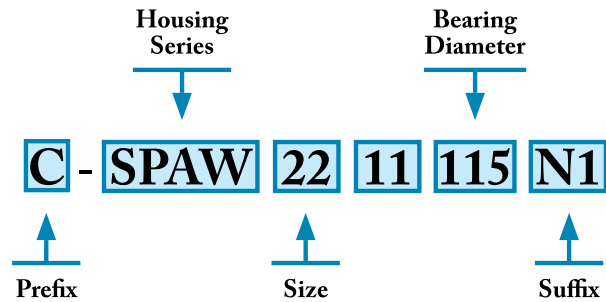 Housing
Series
Bearing
Diameter
C - SPAW 22 11 115 N1
Prefix
Size
Suffix